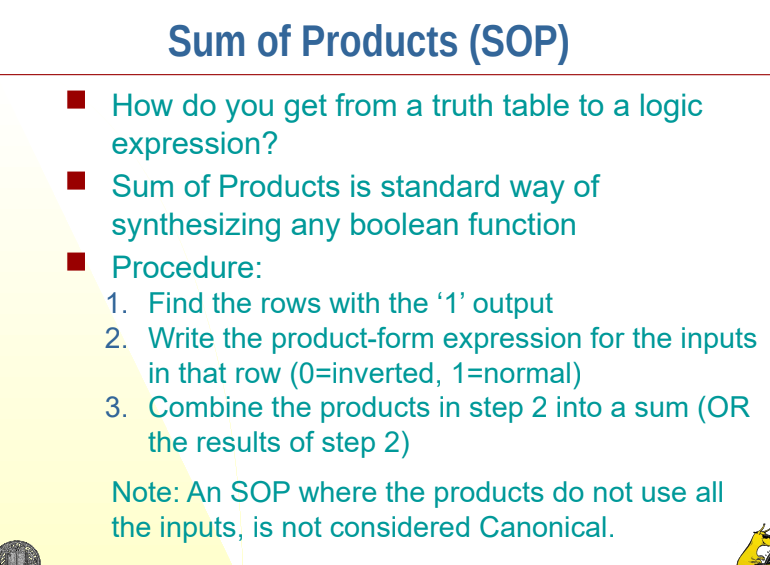 Sum of Products (SOP)
How do you get from a truth table to a logic
expression?
Sum of Products is standard way of
synthesizing any boolean function
Procedure:
1. Find the rows with the ‘1’ output
2. Write the product-form expression for the inputs
in that row (0=inverted, 1=normal)
3. Combine the products in step 2 into a sum (OR
the results of step 2)
Note: An SOP where the products do not use all
the inputs, is not considered Canonical.